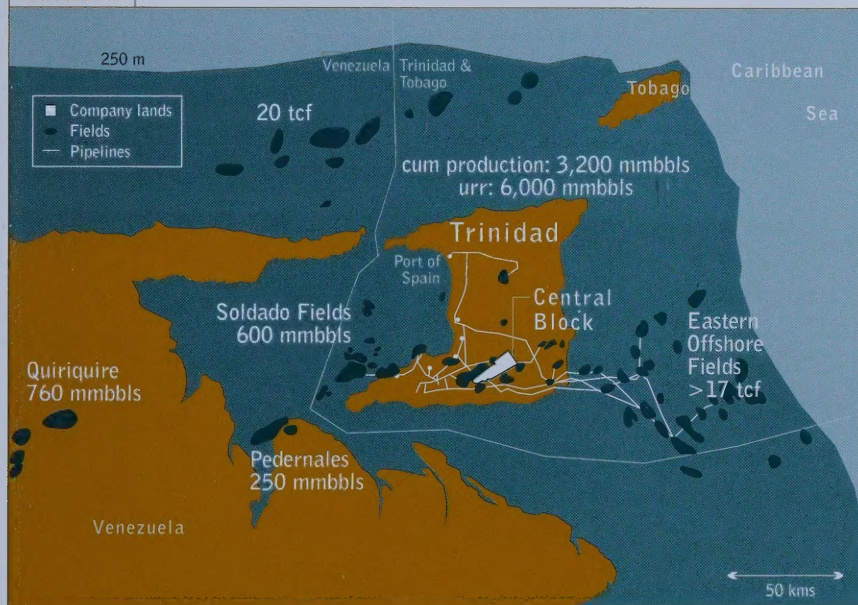 250 m
Venezuela
Trinidad &
Tobago
Caribbean
Sea
Tobago
Company lands
Fields
Pipelines
20 tcf
cum production: 3,200 mmbbls
urr: 6,000 mmbbls
Trinidad
Port of
Spain
Central
Block
Soldado Fields
600 mmbbls
Eastern
Offshore
Fields
>17 tcf
Quiriquire
760 mmbbls
Pedernales
250 mmbbls
Venezuela
50 kms